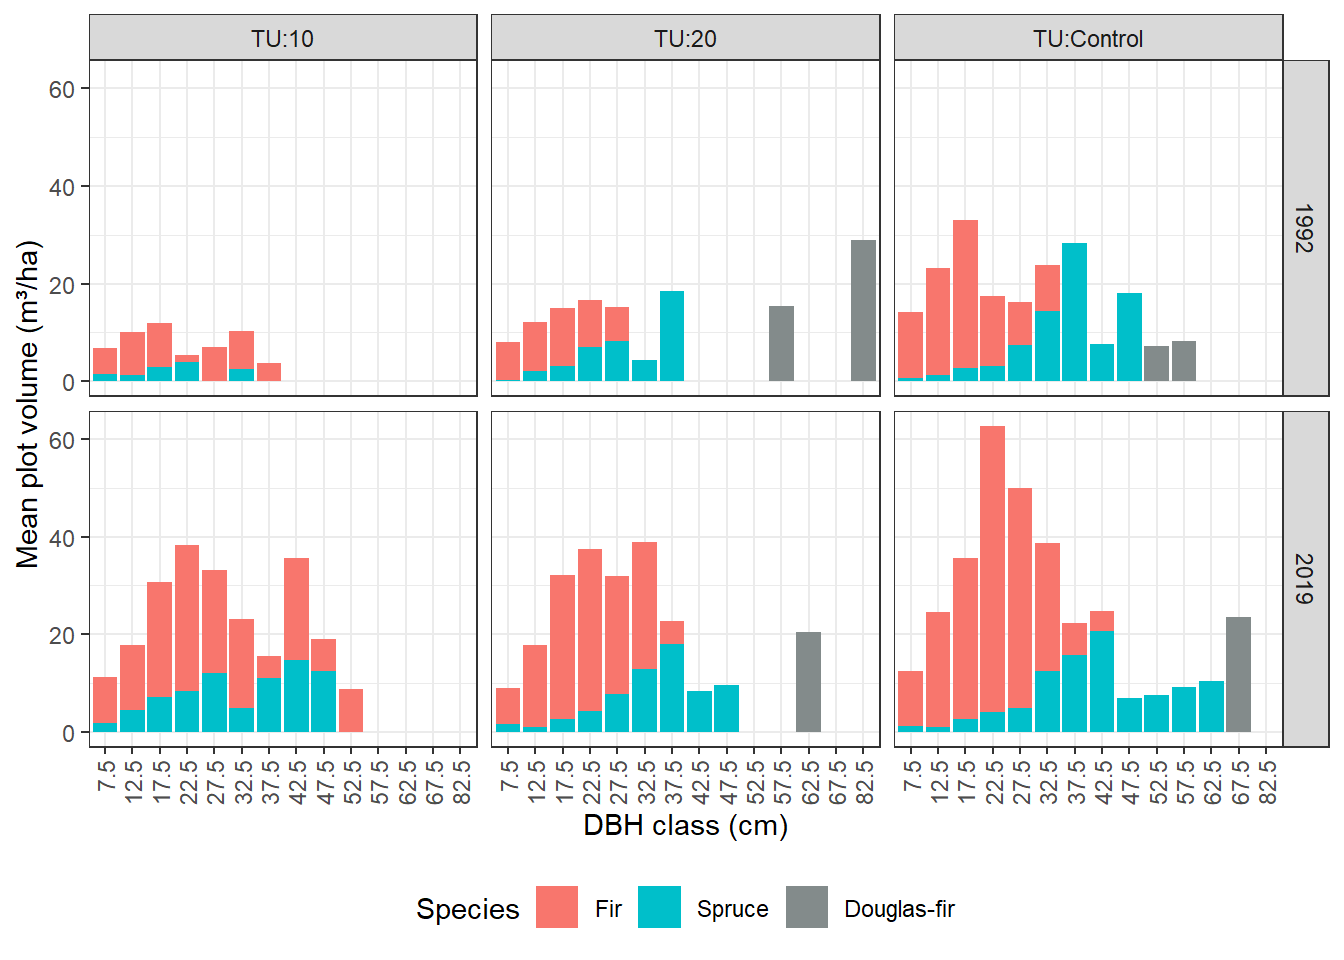 TU:10 TU:20 TU:Control
60
40
20
0
1992
60
40
20
0
2019
Mean plot volume (m³/ha)
7.5 12.5 17.5 22.5 27.5 32.5 37.5 42.5 47.5 52.5 57.5 62.5 67.5 82.5 7.5 12.5 17.5 22.5 27.5 32.5 37.5 42.5 47.5 52.5 57.5 62.5 67.5 82.5 7.5 12.5 17.5 22.5 27.5 32.5 37.5 42.5 47.5 52.5 57.5 62.5 67.5 82.5
DBH class (cm)
Species Fir Spruce Douglas-fir